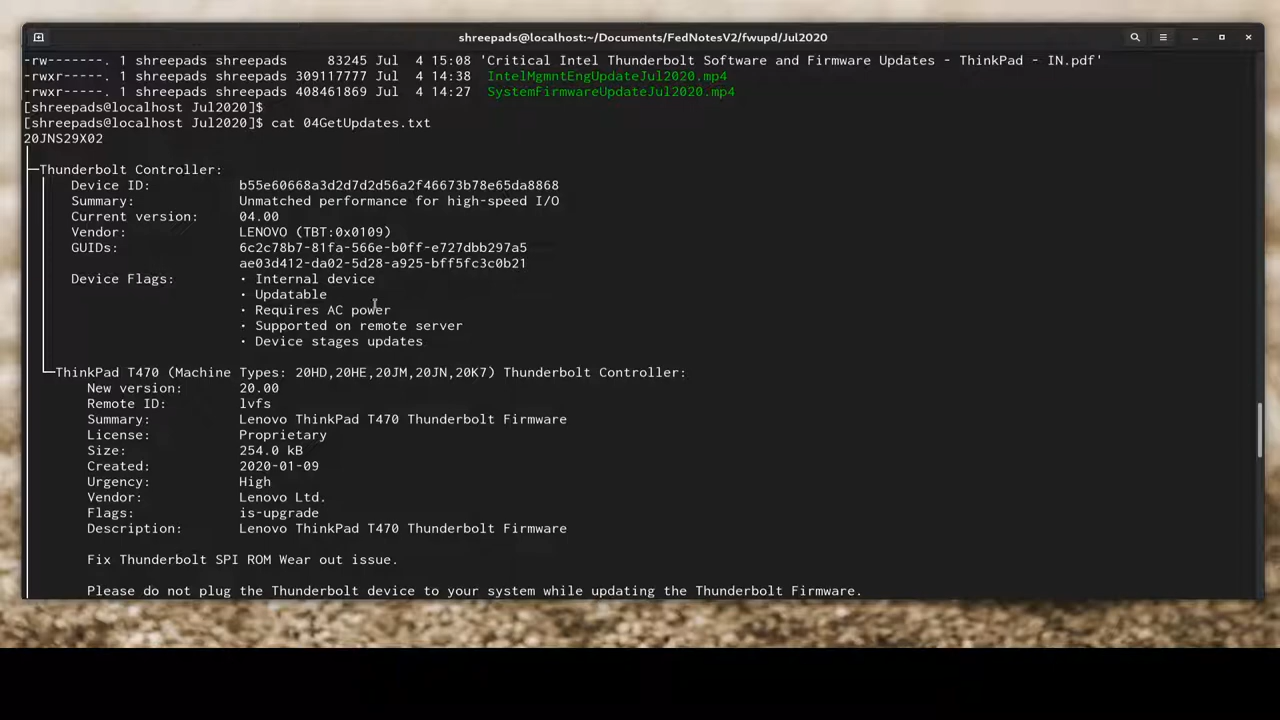 shreepads@localhost:~/Documents/FedNotesV2/fwupd/Jul2020
-rw-------. 1 shreepads shreepads     83245 Jul  4 15:08 'Critical Intel Thunderbolt Software and Firmware Updates - ThinkPad - IN.pdf'
-rwxr-----. 1 shreepads shreepads 309117777 Jul  4 14:38  IntelMgmntEngUpdateJul2020.mp4
-rwxr-----. 1 shreepads shreepads 408461869 Jul  4 14:27  SystemFirmwareUpdateJul2020.mp4
[shreepads@localhost Jul2020]$
[shreepads@localhost Jul2020]$ cat 04GetUpdates.txt
20JNS29X02
Thunderbolt Controller:
Device ID: b55e60668a3d2d7d2d56a2f46673b78e65da8868
Summary: Unmatched performance for high-speed I/O
Current version: 04.00
Vendor: LENOVO (TBT:0x0109)
GUIDs: 6c2c78b7-81fa-566e-b0ff-e727dbb297a5
ae03d412-da02-5d28-a925-bff5fc3c0b21
Device Flags: • Internal device
• Updatable
• Requires AC power
• Supported on remote server
• Device stages updates
ThinkPad T470 (Machine Types: 20HD,20HE,20JM,20JN,20K7) Thunderbolt Controller:
New version: 20.00
Remote ID: lvfs
Summary: Lenovo ThinkPad T470 Thunderbolt Firmware
License: Proprietary
Size: 254.0 kB
Created: 2020-01-09
Urgency: High
Vendor: Lenovo Ltd.
Flags: is-upgrade
Description: Lenovo ThinkPad T470 Thunderbolt Firmware
Fix Thunderbolt SPI ROM Wear out issue.
Please do not plug the Thunderbolt device to your system while updating the Thunderbolt Firmware.